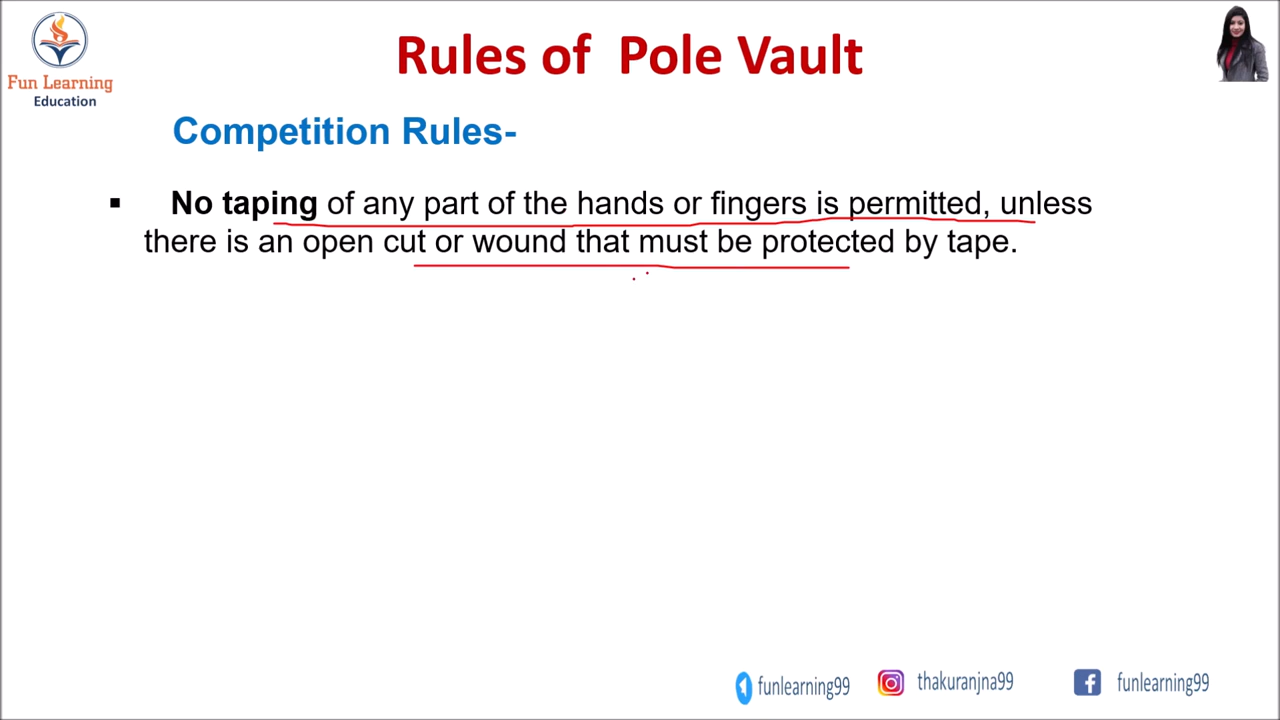 Rules of Pole Vault
Fun Learning
Education
Competition Rules-
▪ No taping of any part of the hands or fingers is permitted, unless
there is an open cut or wound that must be protected by tape.
funlearning99
thakuranjna99
funlearning99